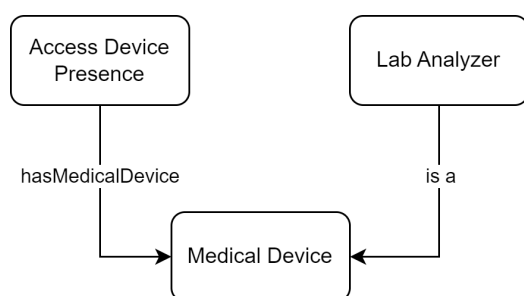 Access Device
Presence
Lab Analyzer
hasMedicalDevice
is a
Medical Device